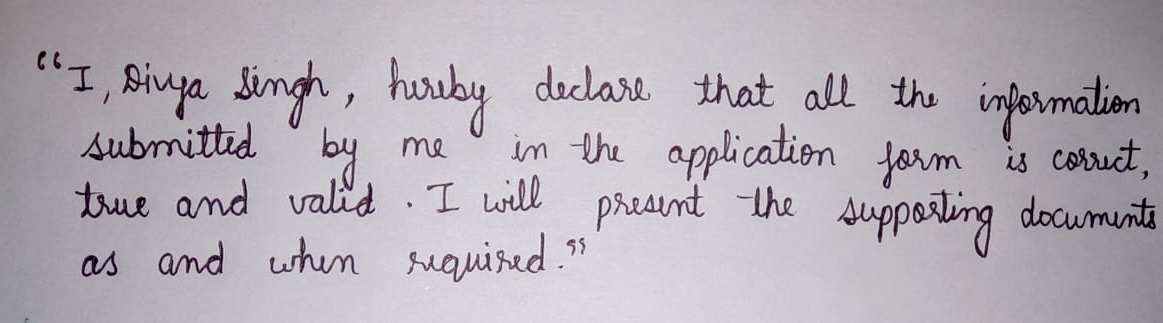 “I, Divya Singh, hereby declare that all the information
submitted by me in the application form is correct,
true and valid. I will present the supporting documents
as and when required.”